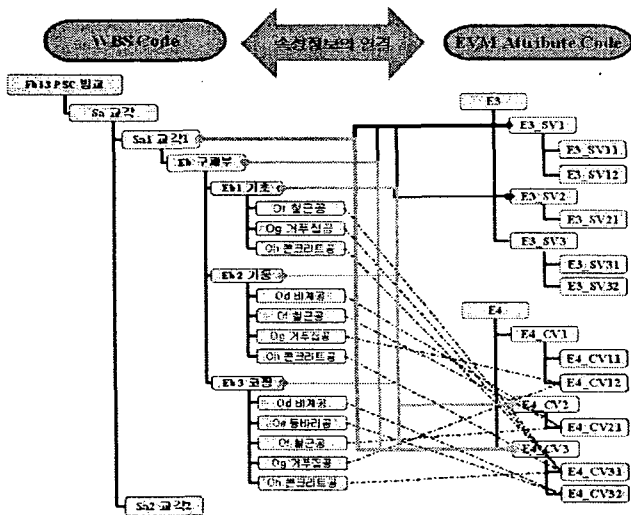 WBS Code
속성정보의 연결
EVM Attribute Code
Eb13 PSC 빔교
Sa 교각
Sa1 교각1
Eb 구체부
Eb1 기초
Of 철근공
Og 거푸집공
Oh 콘크리트공
Eb2 기둥
Od 비계공
Of 철근공
Og 거푸집공
Oh 콘크리트공
Eb3 코핑
Od 비계공
Oe 동바리공
Of 철근공
Og 거푸집공
Oh 콘크리트공
Sh2 교각2
E3
E3_SV1
E3_SV11
E3_SV12
E3_SV2
E3_SV21
E3_SV3
E3_SV31
E3_SV32
E4
E4_CV1
E4_CV11
E4_CV12
E4_CV2
E4_CV21
E4_CV3
E4_CV31
E4_CV32